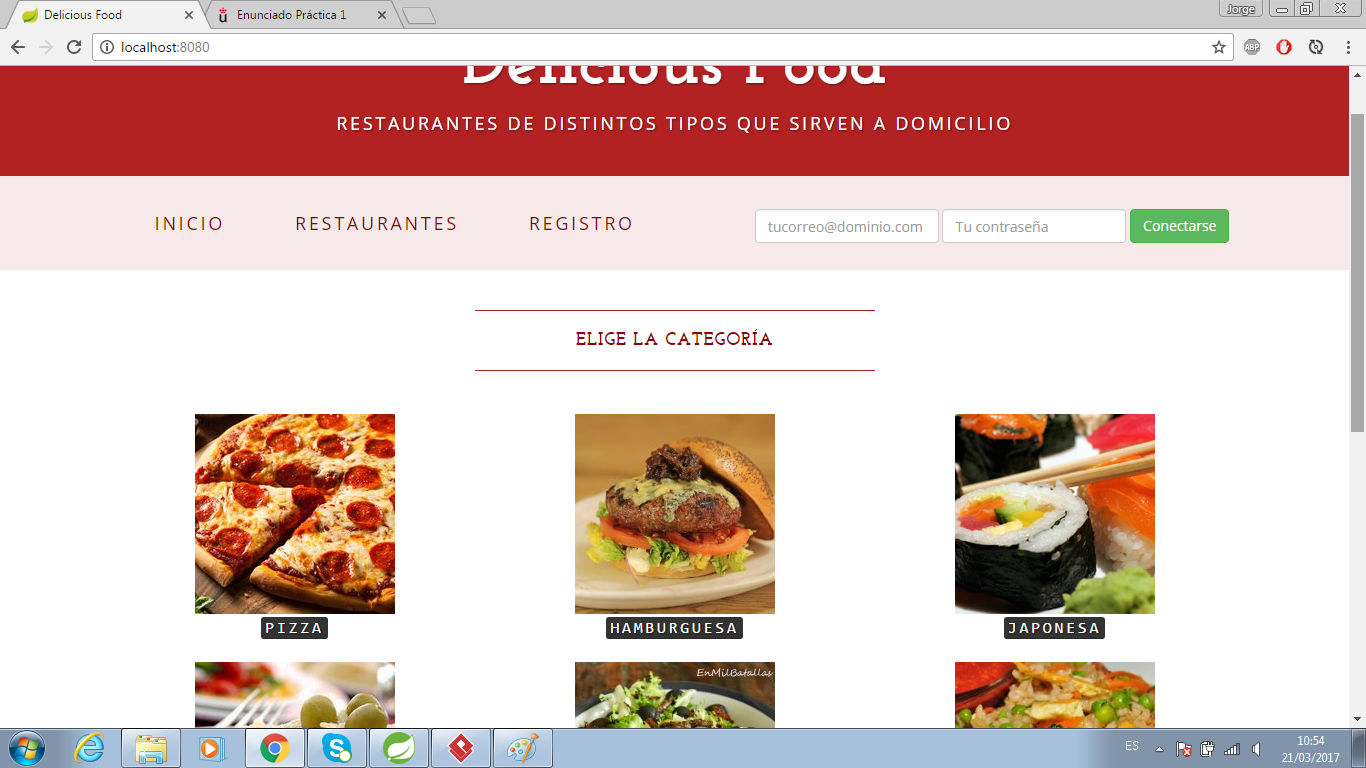 Delicious Food
Enunciado Práctica 1
Jorge
localhost:8080
ABP
Delicious Food
RESTAURANTES DE DISTINTOS TIPOS QUE SIRVEN A DOMICILIO
INICIO RESTAURANTES REGISTRO tucorreo@dominio.com Tu contraseña Conectarse
ELIGE LA CATEGORÍA
PIZZA HAMBURGUESA JAPONESA
EnMilBatallas
ES
10:54
21/03/2017